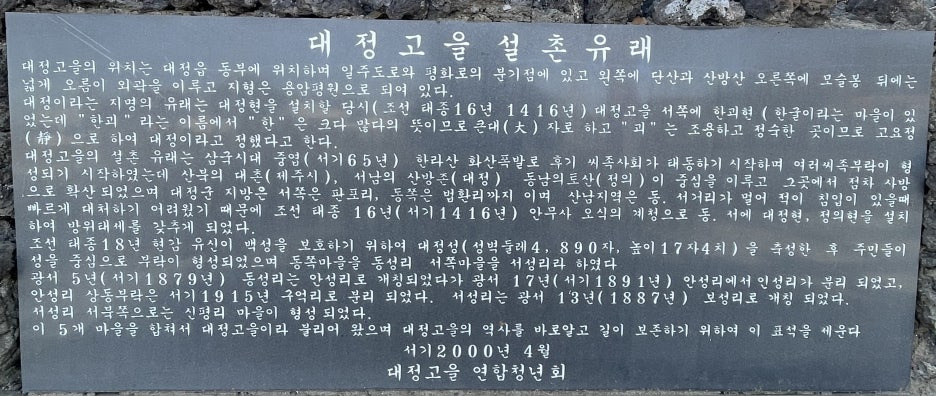 대정고을설촌유래
대정고을의 위치는 대정읍 동부에 위치하며 일주도로와 평화로의 분기점에 있고 왼쪽에 단산과 산방산 오른쪽에 모슬봉 뒤에는
넓게 오름이 외곽을 이루고 지형은 용암평원으로 되여 있다.
대정이라는 지명의 유래는 대정현을 설치할 당시(조선 태종16년 1416년)대정고을 서쪽에 한괴현 (한굴이라는 마을이 있
었는데 "한괴" 라는 이름에서 "한" 은 크다 많다의 뜻이므로 큰대(大) 자로 하고 "괴"는 조용하고 정숙한 곳이므로 고요정
(靜) 으로 하여 대정이라고 정했다고 한다.
대정고을의 설촌 유래는 삼국시대 중엽(서기65년) 한라산 화산폭발로 후기 씨족사회가 태동하기 시작하며 여러씨족부락이 형
성되기 시작하였는데 산북의 대촌(제주시), 서남의 산방촌(대정) 동남의토산(정의) 이 중심을 이루고 그곳에서 점차 사방
으로 확산 되었으며 대정군 지방은 서쪽은 판포리, 동쪽은 법환리까지 이며 산남지역은 동. 서거리가 멀어 적이 침입이 있을때
빠르게 대처하기 어려웠기 때문에 조선 태종 16년(서기1416년) 안무사 오식의 계청으로 동. 서에 대정현, 정의현을 설치
하여 방위태세를 갖추게 되었다.
조선 태종18년 현감 유신이 백성을 보호하기 위하여 대정성(성벽둘레4, 890자, 높이17자4치) 을 축성한 후 주민들이
성을 중심으로 부락이 형성되었으며 동쪽마을을 동성리 서쪽마을을 서성리라 하였다
광서 5년(서기1879년) 동성리는 안성리로 개칭되었다가 광서 17년(서기1891년) 안성리에서 인성리가 분리 되었고,
안성리 상동부락은 서기1915년 구억리로 분리 되었다. 서성리는 광서 13년(1887년) 보성리로 개칭 되었다.
서성리 서북쪽으로는 신평리 마을이 형성 되었다.
이 5개 마을을 합쳐서 대정고을이라 불리어 왔으며 대정고을의 역사를 바로알고 길이 보존하기 위하여 이 표석을 세운다
서기2000년 4월
대정고을 연합청년회